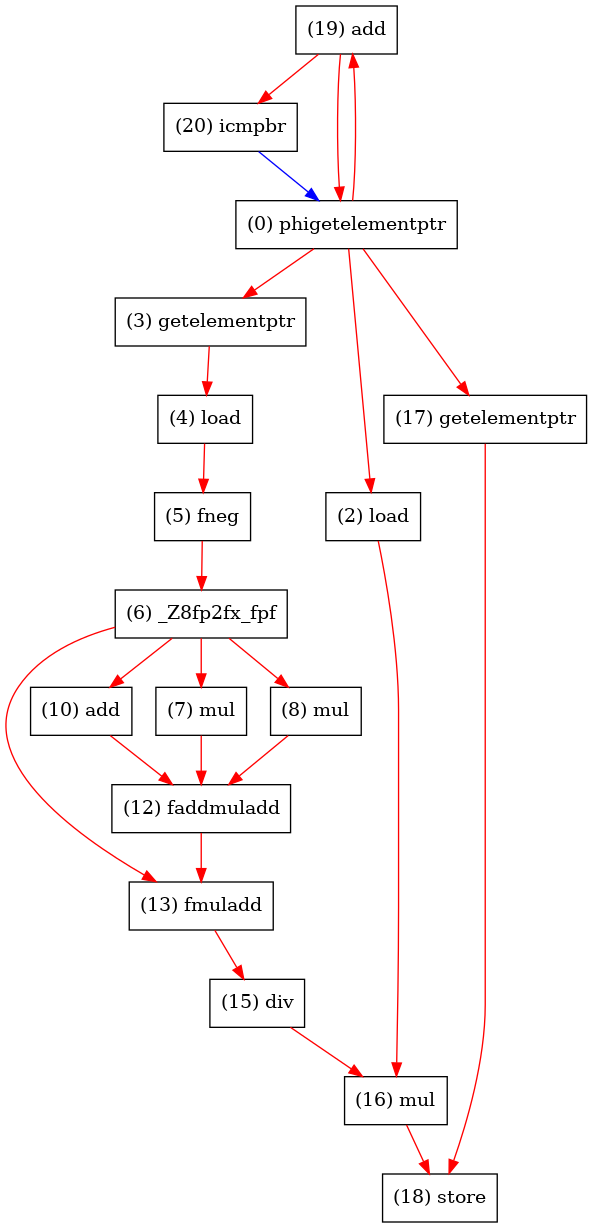 (19) add
(20) icmpbr
(0) phigetelementptr
(3) getelementptr
(4) load
(17) getelementptr
(5) fneg
(2) load
(6) _Z8fp2fx_fpf
(10) add
(7) mul
(8) mul
(12) faddmuladd
(13) fmuladd
(15) div
(16) mul
(18) store